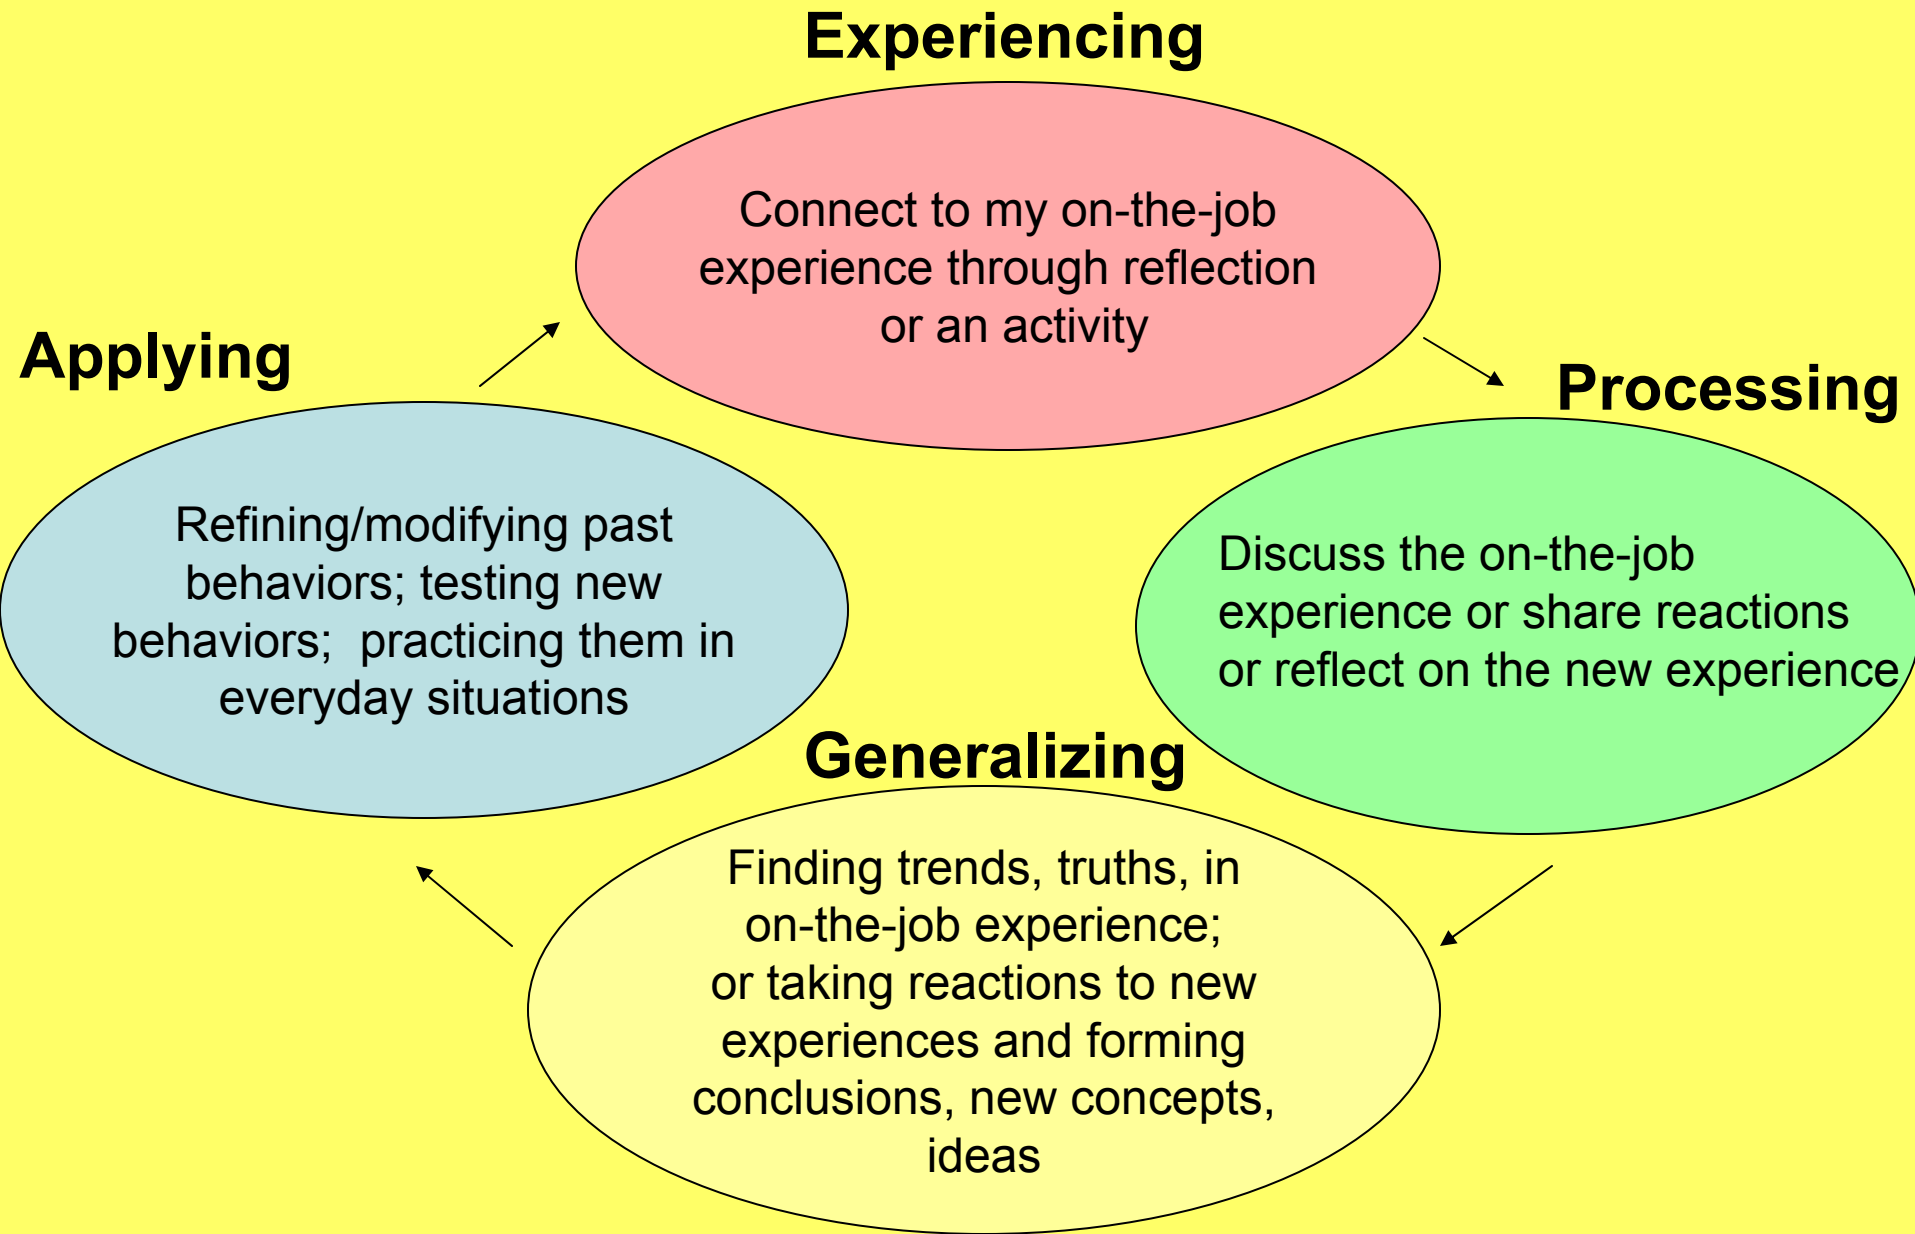 Experiencing
Connect to my on-the-job
experience through reflection
or an activity
Processing
Discuss the on-the-job
experience or share reactions
or reflect on the new experience
Generalizing
Finding trends, truths, in
on-the-job experience;
or taking reactions to new
experiences and forming
conclusions, new concepts,
ideas
Applying
Refining/modifying past
behaviors; testing new
behaviors;  practicing them in
everyday situations